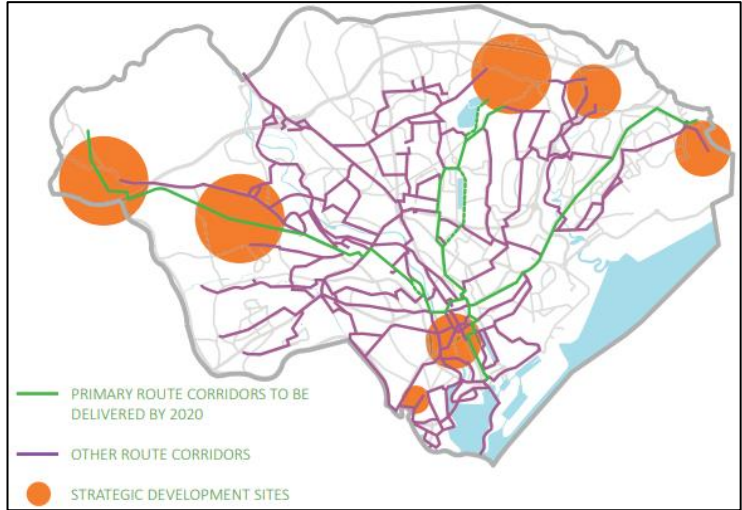 PRIMARY ROUTE CORRIDORS TO BE
DELIVERED BY 2020
OTHER ROUTE CORRIDORS
STRATEGIC DEVELOPMENT SITES